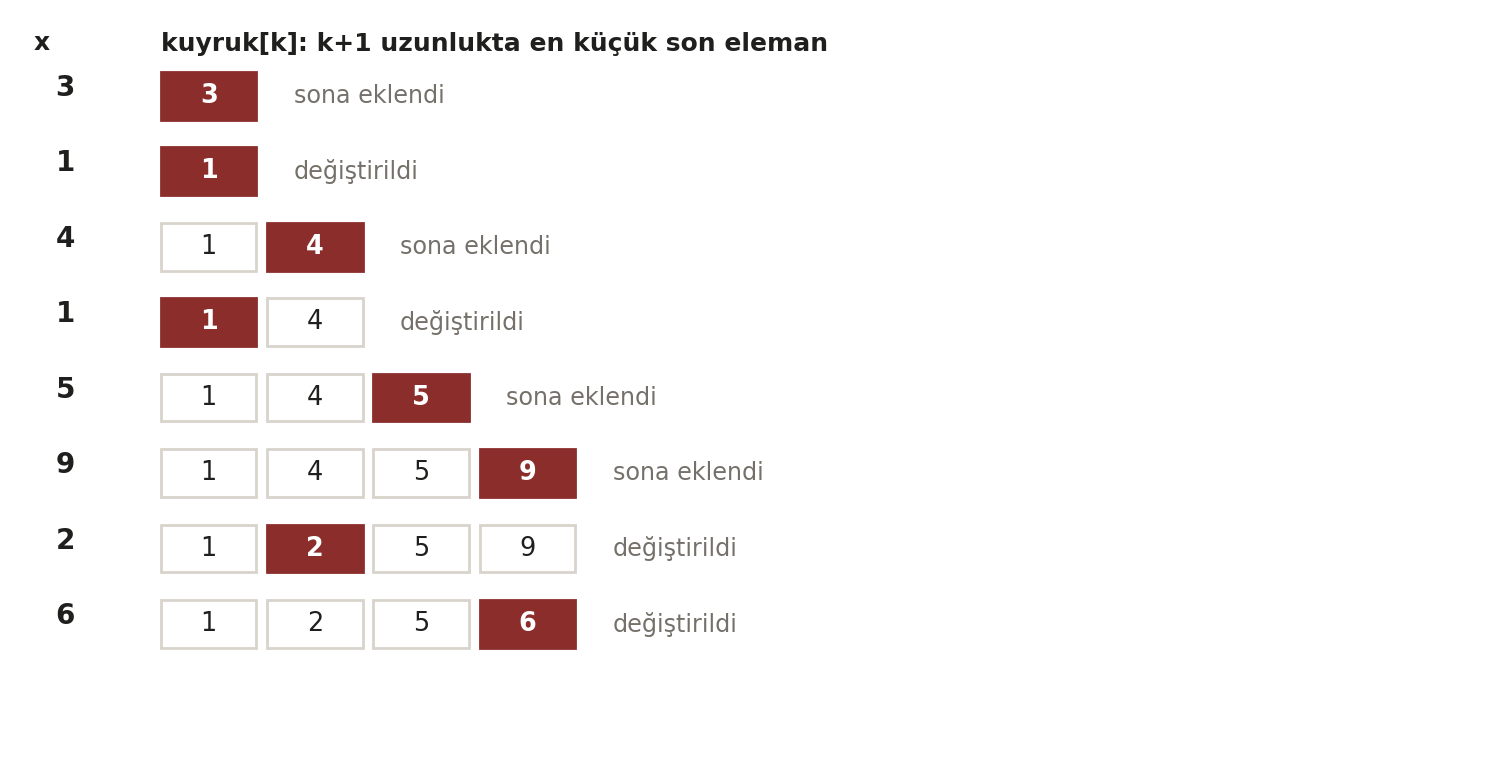 x kuyruk[k]: k+1 uzunlukta en küçük son eleman
3 3 sona eklendi
1 1 değiştirildi
4 1 4 sona eklendi
1 1 4 değiştirildi
5 1 4 5 sona eklendi
9 1 4 5 9 sona eklendi
2 1 2 5 9 değiştirildi
6 1 2 5 6 değiştirildi